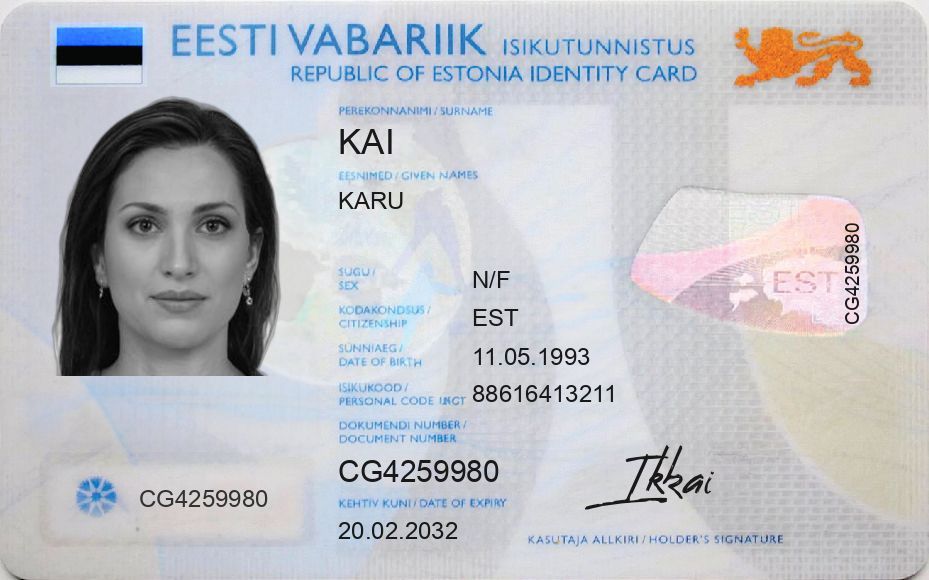 EESTI VABARIIK ISIKUTUNNISTUS
REPUBLIC OF ESTONIA IDENTITY CARD
PEREKONNANIMI / SURNAME
KAI
EESNIMED / GIVEN NAMES
KARU
SUGU /
SEX
N/F
KODAKONDSUS /
CITIZENSHIP
EST
SÜNNIAEG /
DATE OF BIRTH
11.05.1993
ISIKUKOOD /
PERSONAL CODE
88616413211
DOKUMENDI NUMBER /
DOCUMENT NUMBER
CG4259980
KEHTIV KUNI / DATE OF EXPIRY
20.02.2032
CG4259980
EST
CG4259980
Ikkai
KASUTAJA ALLKIRI / HOLDER'S SIGNATURE